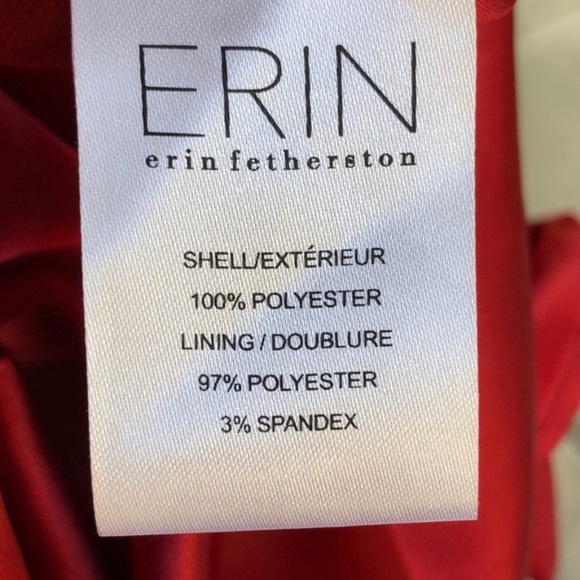 ERIN
erin fetherston
SHELL/EXTÉRIEUR
100% POLYESTER
LINING / DOUBLURE
97% POLYESTER
3% SPANDEX